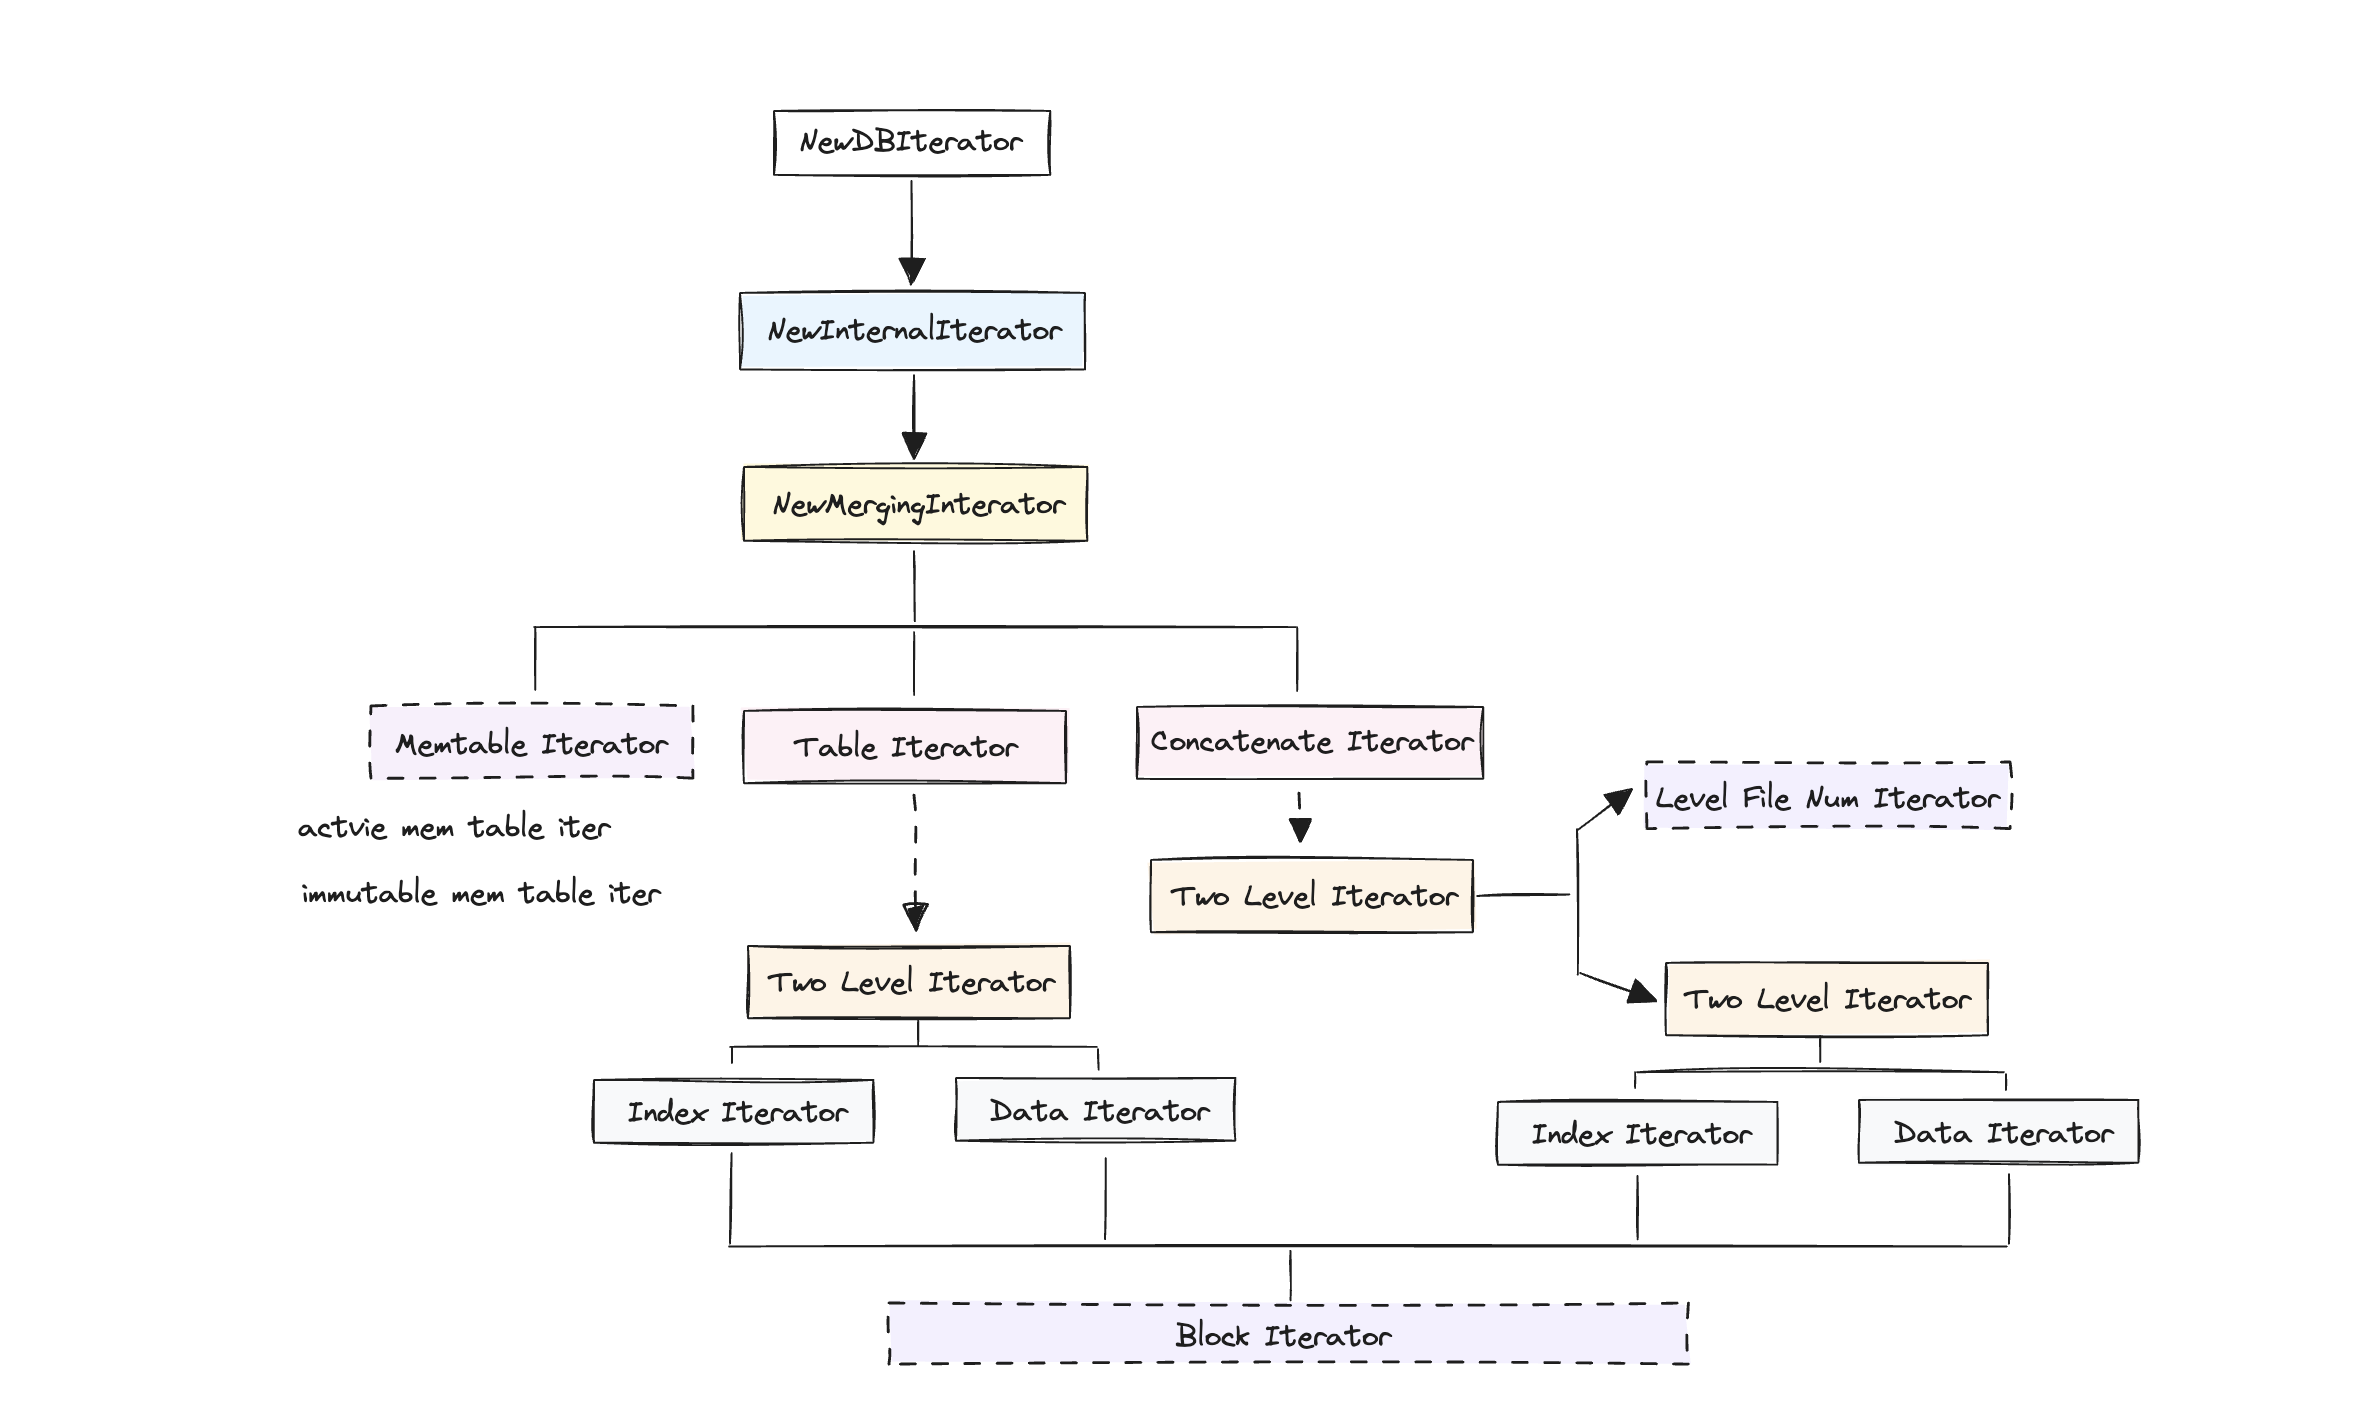 NewDBIterator
NewInternalIterator
NewMergingInterator
Memtable Iterator
Table Iterator
Concatenate Iterator
actvie mem table iter
immutable mem table iter
Level File Num Iterator
Two Level Iterator
Two Level Iterator
Two Level Iterator
Index Iterator
Data Iterator
Index Iterator
Data Iterator
Block Iterator